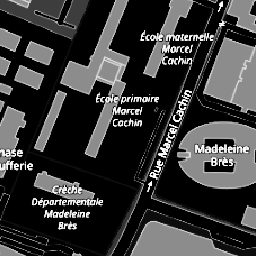 École maternelle
Marcel
Cachin
École primaire
Marcel
Cachin
Rue Marcel Cachin
Madeleine
Brès
Crèche
Départementale
Madeleine
Brès